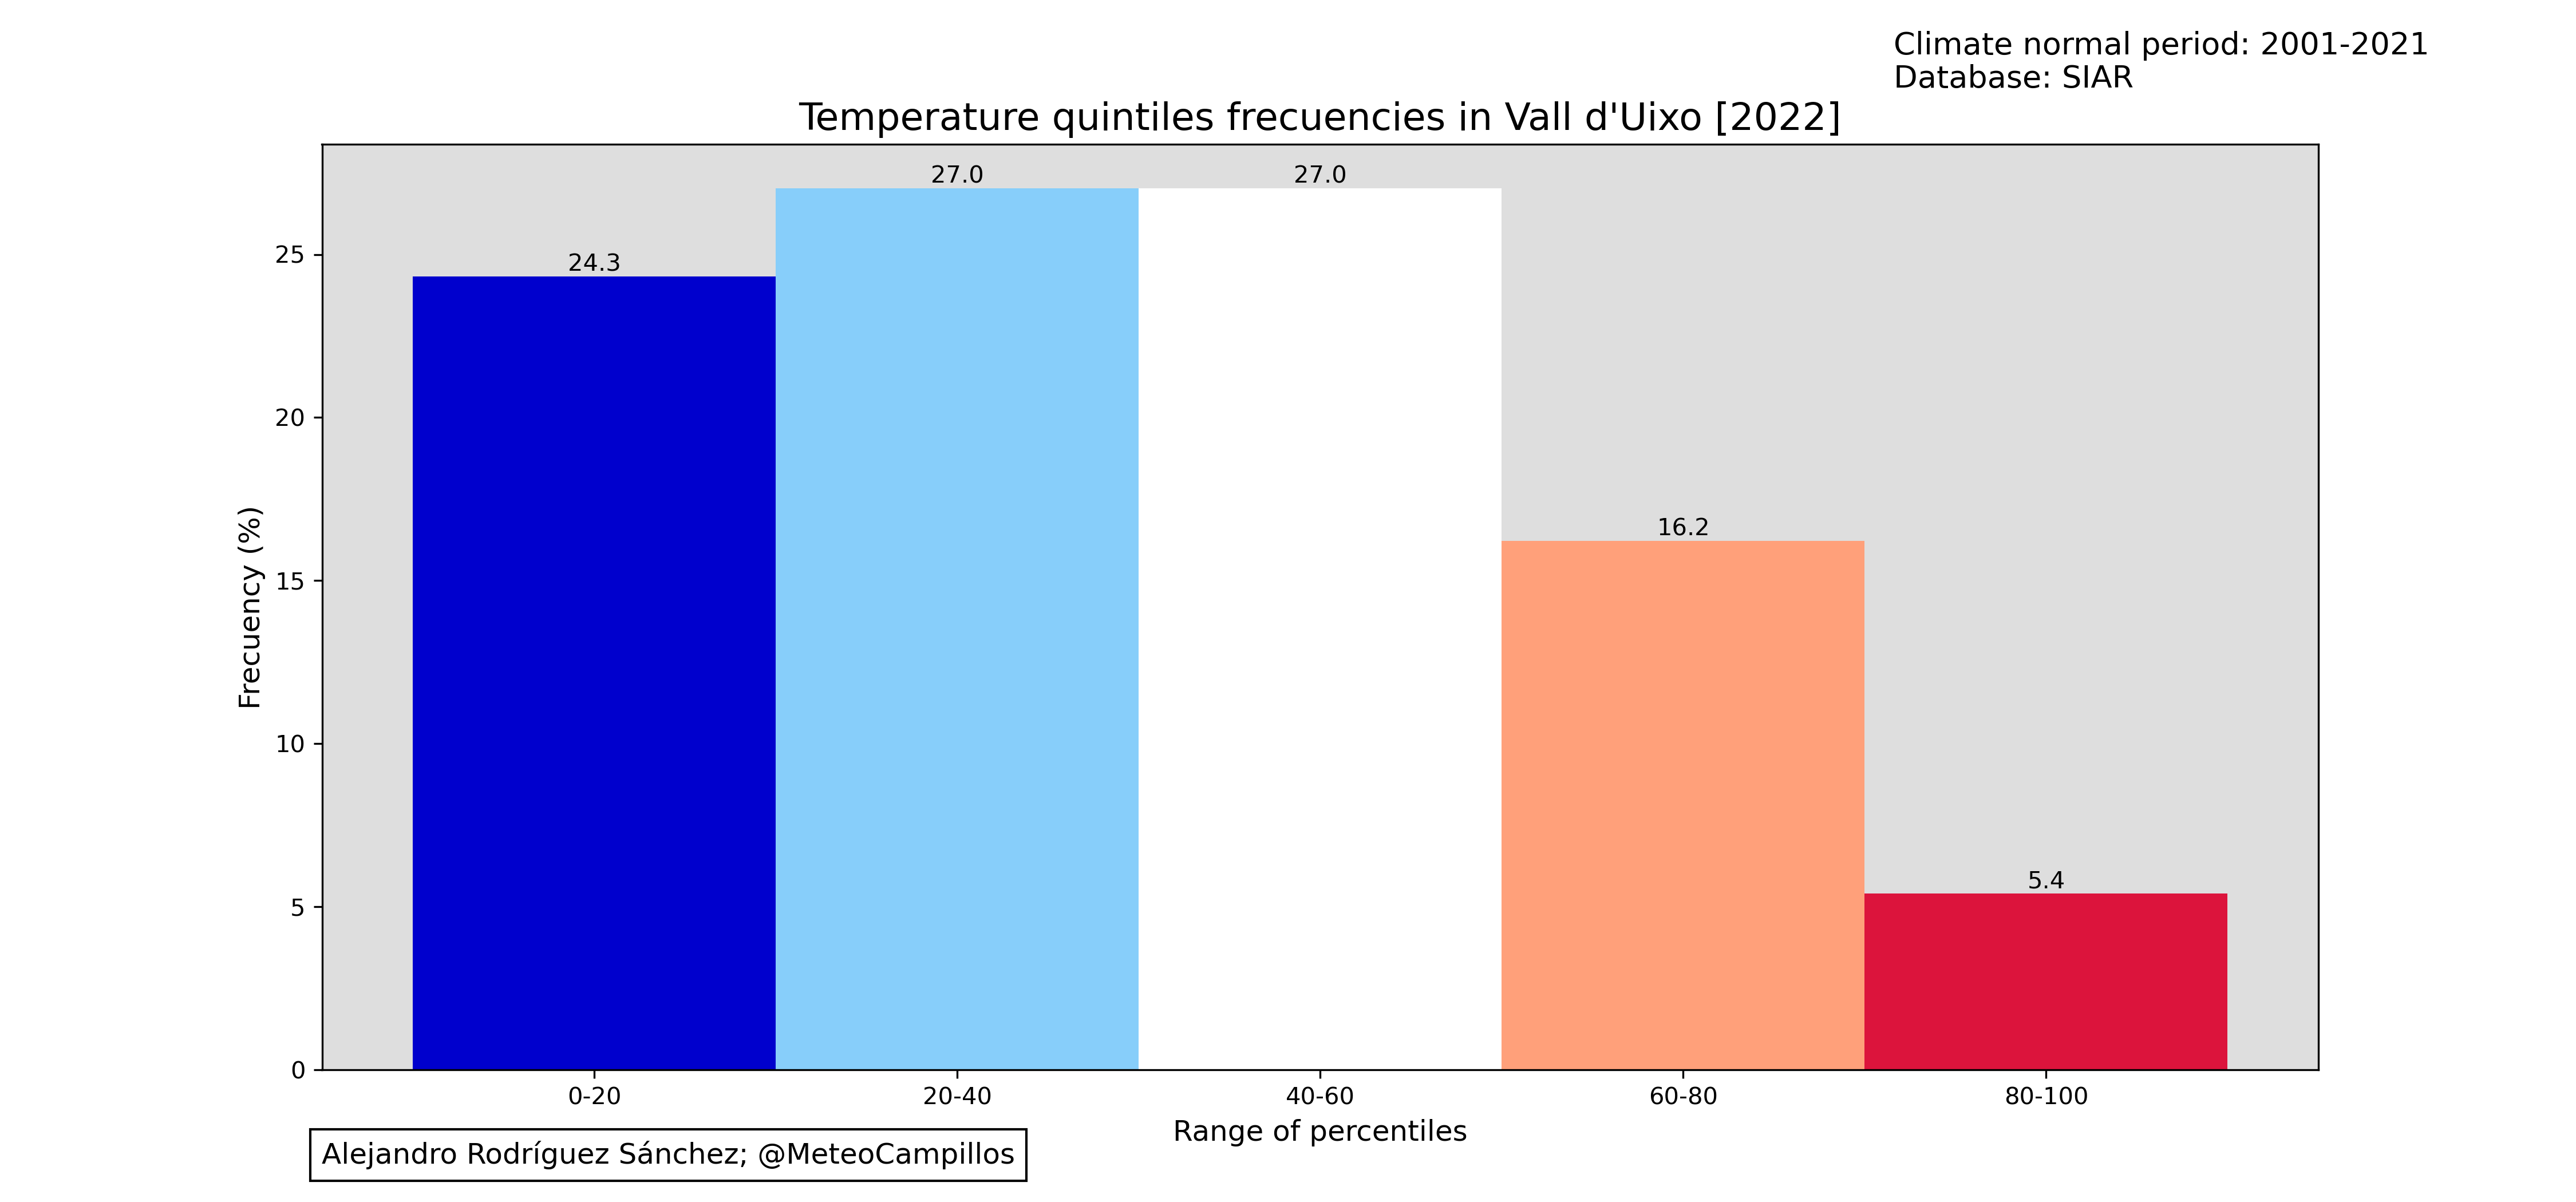 Climate normal period: 2001-2021
Database: SIAR
Temperature quintiles frecuencies in Vall d'Uixo [2022]
27.0
27.0
25
24.3
20
16.2
15
10
5.4
5
0
Frecuency (%)
0-20
20-40
40-60
60-80
80-100
Range of percentiles
Alejandro Rodríguez Sánchez; @MeteoCampillos